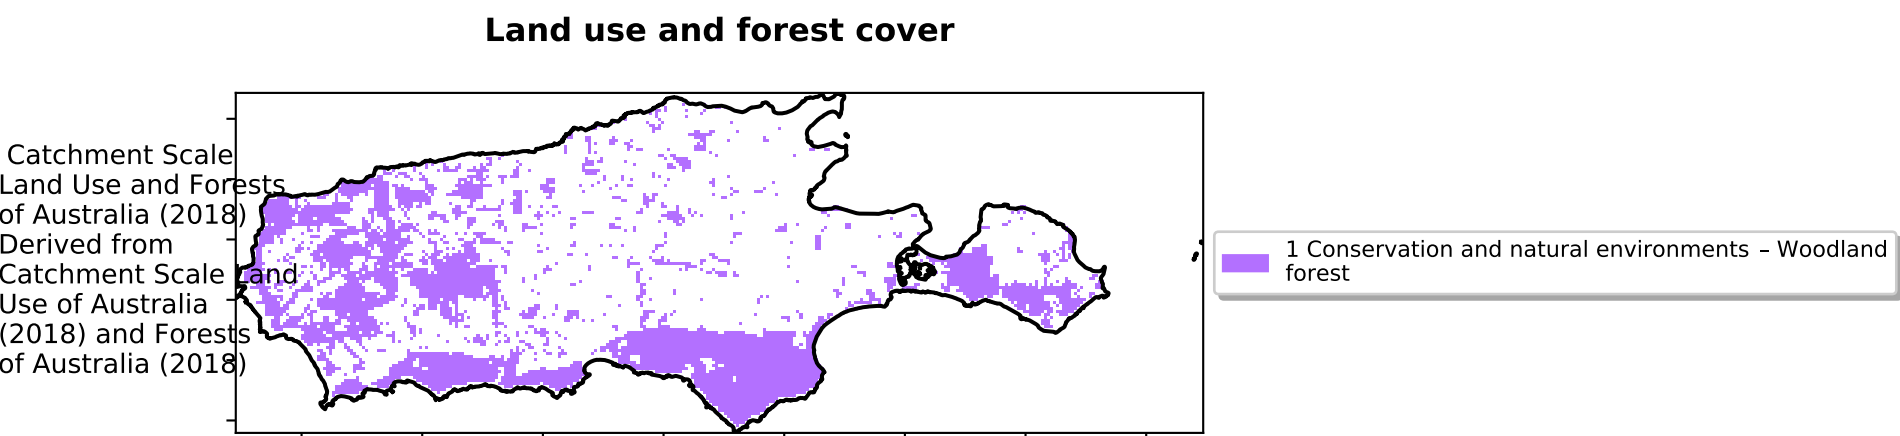 Land use and forest cover
Catchment Scale
Land Use and Forests
of Australia (2018)
Derived from
Catchment Scale Land
Use of Australia
(2018) and Forests
of Australia (2018)
1 Conservation and natural environments – Woodland
forest